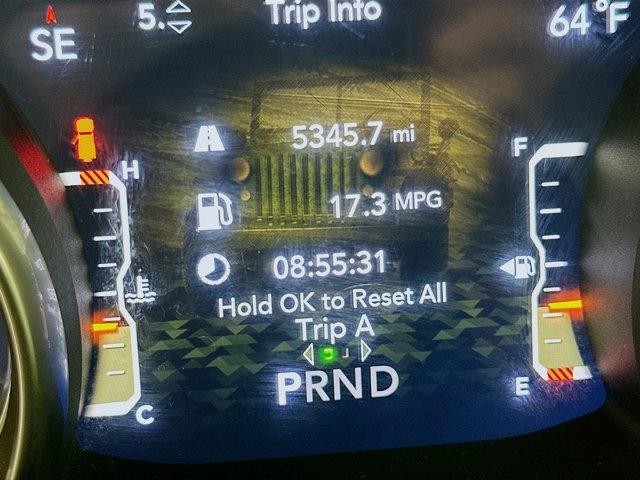 SE
5.
Trip Info
64°F
5345.7 mi
17.3 MPG
08:55:31
Hold OK to Reset All
Trip A
PRND
H
C
F
E